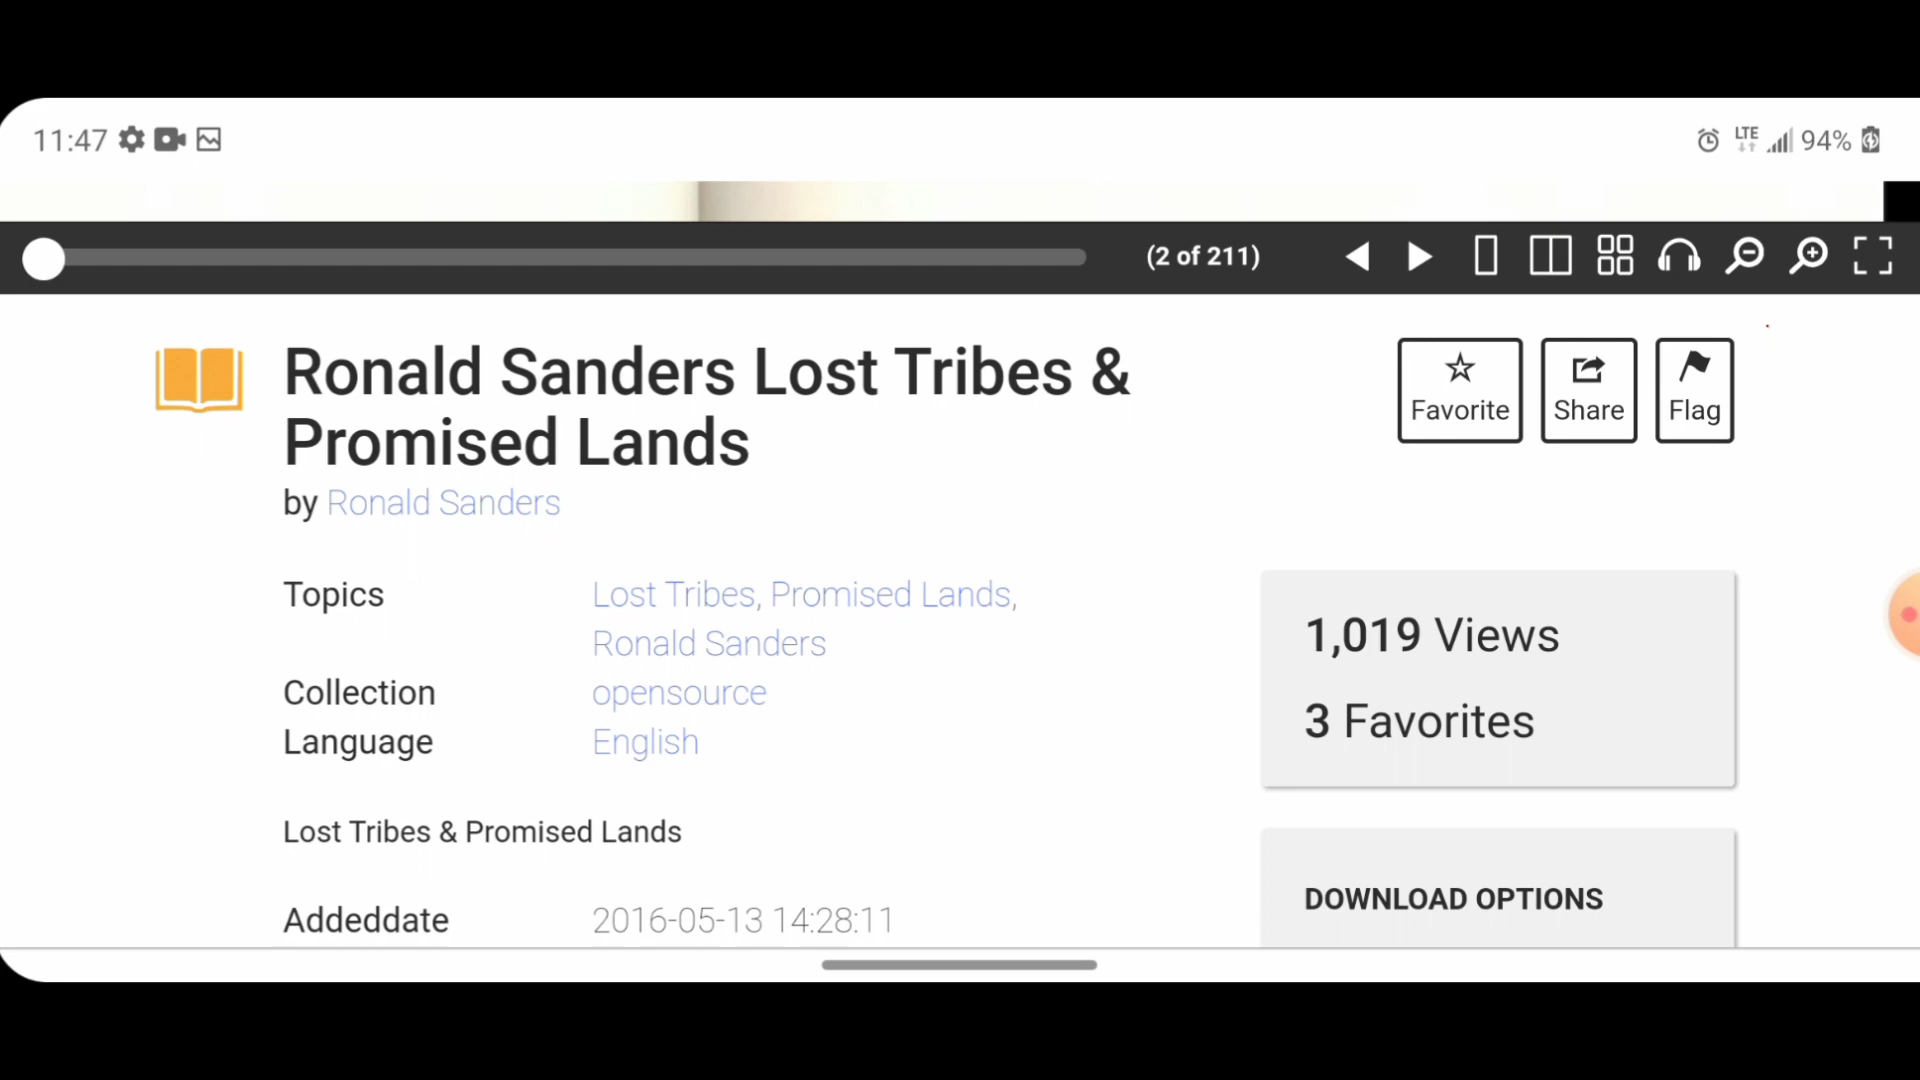 11:47 LTE 94%
(2 of 211)
Ronald Sanders Lost Tribes &
Promised Lands
by Ronald Sanders
Favorite Share Flag
Topics Lost Tribes, Promised Lands,
Ronald Sanders
Collection opensource
Language English
1,019 Views
3 Favorites
Lost Tribes & Promised Lands
Addeddate 2016-05-13 14:28:11
DOWNLOAD OPTIONS